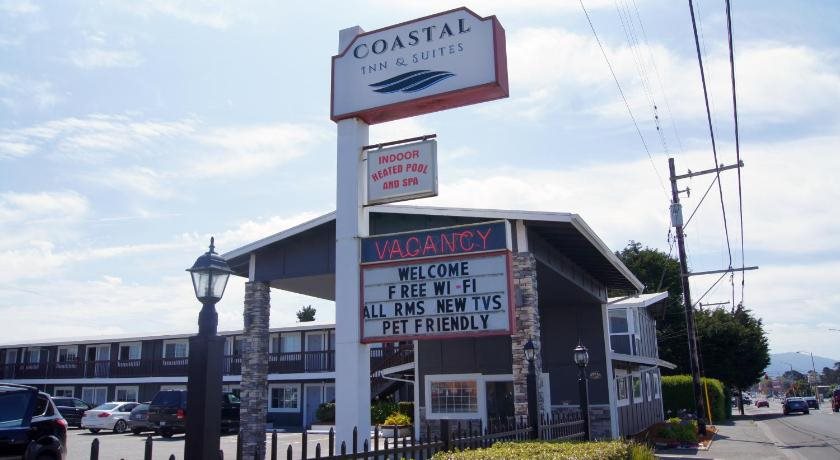 COASTAL
INN & SUITES
INDOOR
HEATED POOL
AND SPA
VACANCY
WELCOME
FREE WI-FI
ALL RMS NEW TVS
PET FRIENDLY